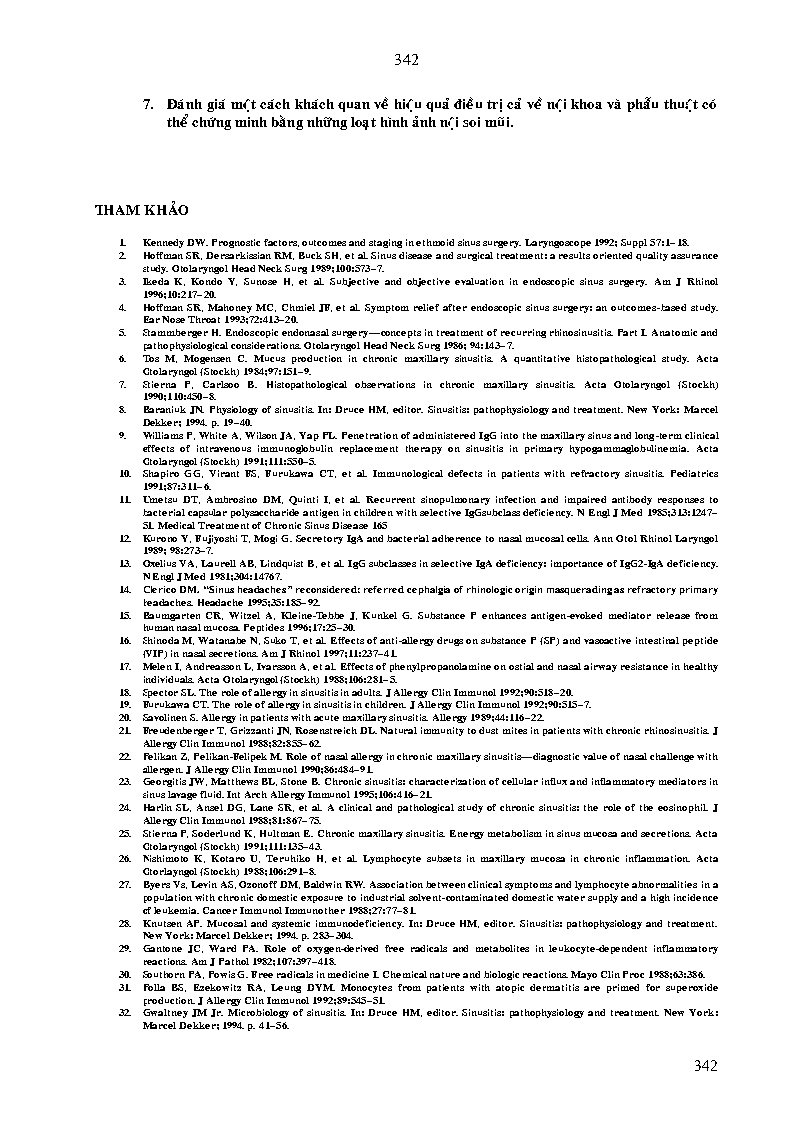 342
7. Đánh giá một cách khách quan về hiệu quả điều trị cả về nội khoa và phẫu thuật có
thể chứng minh bằng những loạt hình ảnh nội soi mũi.
THAM KHẢO
1. Kennedy DW. Prognostic factors, outcomes and staging in ethmoid sinus surgery. Laryngoscope 1992; Suppl 57:1–18.
2. Hoffman SR, Dersarkissian RM, Buck SH, et al. Sinus disease and surgical treatment: a results oriented quality assurance
study. Otolaryngol Head Neck Surg 1989;100:573–7.
3. Ikeda K, Kondo Y, Sunose H, et al. Subjective and objective evaluation in endoscopic sinus surgery. Am J Rhinol
1996;10:217–20.
4. Hoffman SR, Mahoney MC, Chmiel JF, et al. Symptom relief after endoscopic sinus surgery: an outcomes-based study.
Ear Nose Throat 1993;72:413–20.
5. Stammberger H. Endoscopic endonasal surgery—concepts in treatment of recurring rhinosinusitis. Part I. Anatomic and
pathophysiological considerations. Otolaryngol Head Neck Surg 1986; 94:143–7.
6. Tos M, Mogensen C. Mucus production in chronic maxillary sinusitis. A quantitative histopathological study. Acta
Otolaryngol (Stockh) 1984;97:151–9.
7. Stierna P, Carlsoo B. Histopathological observations in chronic maxillary sinusitis. Acta Otolaryngol (Stockh)
1990;110:450–8.
8. Baraniuk JN. Physiology of sinusitis. In: Druce HM, editor. Sinusitis: pathophysiology and treatment. New York: Marcel
Dekker; 1994. p. 19–40.
9. Williams P, White A, Wilson JA, Yap PL. Penetration of administered IgG into the maxillary sinus and long-term clinical
effects of intravenous immunoglobulin replacement therapy on sinusitis in primary hypogammaglobulinemia. Acta
Otolaryngol (Stockh) 1991;111:550–5.
10. Shapiro GG, Virant FS, Furukawa CT, et al. Immunological defects in patients with refractory sinusitis. Pediatrics
1991;87:311–6.
11. Umetsu DT, Ambrosino DM, Quinti I, et al. Recurrent sinopulmonary infection and impaired antibody responses to
bacterial capsular polysaccharide antigen in children with selective IgGsubclass deficiency. N Engl J Med 1985;313:1247–
51. Medical Treatment of Chronic Sinus Disease 165
12. Kurono Y, Fujiyoshi T, Mogi G. Secretory IgA and bacterial adherence to nasal mucosal cells. Ann Otol Rhinol Laryngol
1989; 98:273–7.
13. Oxelius VA, Laurell AB, Lindquist B, et al. IgG subclasses in selective IgA deficiency: importance of IgG2-IgA deficiency.
N Engl J Med 1981;304:14767.
14. Clerico DM. “Sinus headaches” reconsidered: referred cephalgia of rhinologic origin masquerading as refractory primary
headaches. Headache 1995;35:185–92.
15. Baumgarten CR, Witzel A, Kleine-Tebbe J, Kunkel G. Substance P enhances antigen-evoked mediator release from
human nasal mucosa. Peptides 1996;17:25–30.
16. Shinoda M, Watanabe N, Suko T, et al. Effects of anti-allergy drugs on substance P (SP) and vasoactive intestinal peptide
(VIP) in nasal secretions. Am J Rhinol 1997;11:237–41.
17. Melen I, Andreasson L, Ivarsson A, et al. Effects of phenylpropanolamine on ostial and nasal airway resistance in healthy
individuals. Acta Otolaryngol (Stockh) 1988;106:281–5.
18. Spector SL. The role of allergy in sinusitis in adults. J Allergy Clin Immunol 1992;90:518–20.
19. Furukawa CT. The role of allergy in sinusitis in children. J Allergy Clin Immunol 1992;90:515–7.
20. Savolinen S. Allergy in patients with acute maxillary sinusitis. Allergy 1989;44:116–22.
21. Freudenberger T, Grizzanti JN, Rosenstreich DL. Natural immunity to dust mites in patients with chronic rhinosinusitis. J
Allergy Clin Immunol 1988;82:855–62.
22. Pelikan Z, Pelikan-Felipek M. Role of nasal allergy in chronic maxillary sinusitis—diagnostic value of nasal challenge with
allergen. J Allergy Clin Immunol 1990;86:484–91.
23. Georgitis JW, Matthews BL, Stone B. Chronic sinusitis: characterization of cellular influx and inflammatory mediators in
sinus lavage fluid. Int Arch Allergy Immunol 1995;106:416–21.
24. Harlin SL, Ansel DG, Lane SR, et al. A clinical and pathological study of chronic sinusitis: the role of the eosinophil. J
Allergy Clin Immunol 1988;81:867–75.
25. Stierna P, Soderlund K, Hultman E. Chronic maxillary sinusitis. Energy metabolism in sinus mucosa and secretions. Acta
Otolaryngol (Stockh) 1991;111:135–43.
26. Nishimoto K, Kotaro U, Teruhiko H, et al. Lymphocyte subsets in maxillary mucosa in chronic inflammation. Acta
Otorlayngol (Stockh) 1988;106:291–8.
27. Byers Vs, Levin AS, Ozonoff DM, Baldwin RW. Association between clinical symptoms and lymphocyte abnormalities in a
population with chronic domestic exposure to industrial solvent-contaminated domestic water supply and a high incidence
of leukemia. Cancer Immunol Immunother 1988;27:77–81.
28. Knutsen AP. Mucosal and systemic immunodeficiency. In: Druce HM, editor. Sinusitis: pathophysiology and treatment.
New York: Marcel Dekker; 1994. p. 283–304.
29. Gantone JC, Ward PA. Role of oxygen-derived free radicals and metabolites in leukocyte-dependent inflammatory
reactions. Am J Pathol 1982;107:397–418.
30. Southorn PA, Powis G. Free radicals in medicine I. Chemical nature and biologic reactions. Mayo Clin Proc 1988;63:386.
31. Polla BS, Ezekowitz RA, Leung DYM. Monocytes from patients with atopic dermatitis are primed for superoxide
production. J Allergy Clin Immunol 1992;89:545–51.
32. Gwaltney JM Jr. Microbiology of sinusitis. In: Druce HM, editor. Sinusitis: pathophysiology and treatment. New York:
Marcel Dekker; 1994. p. 41–56.
342